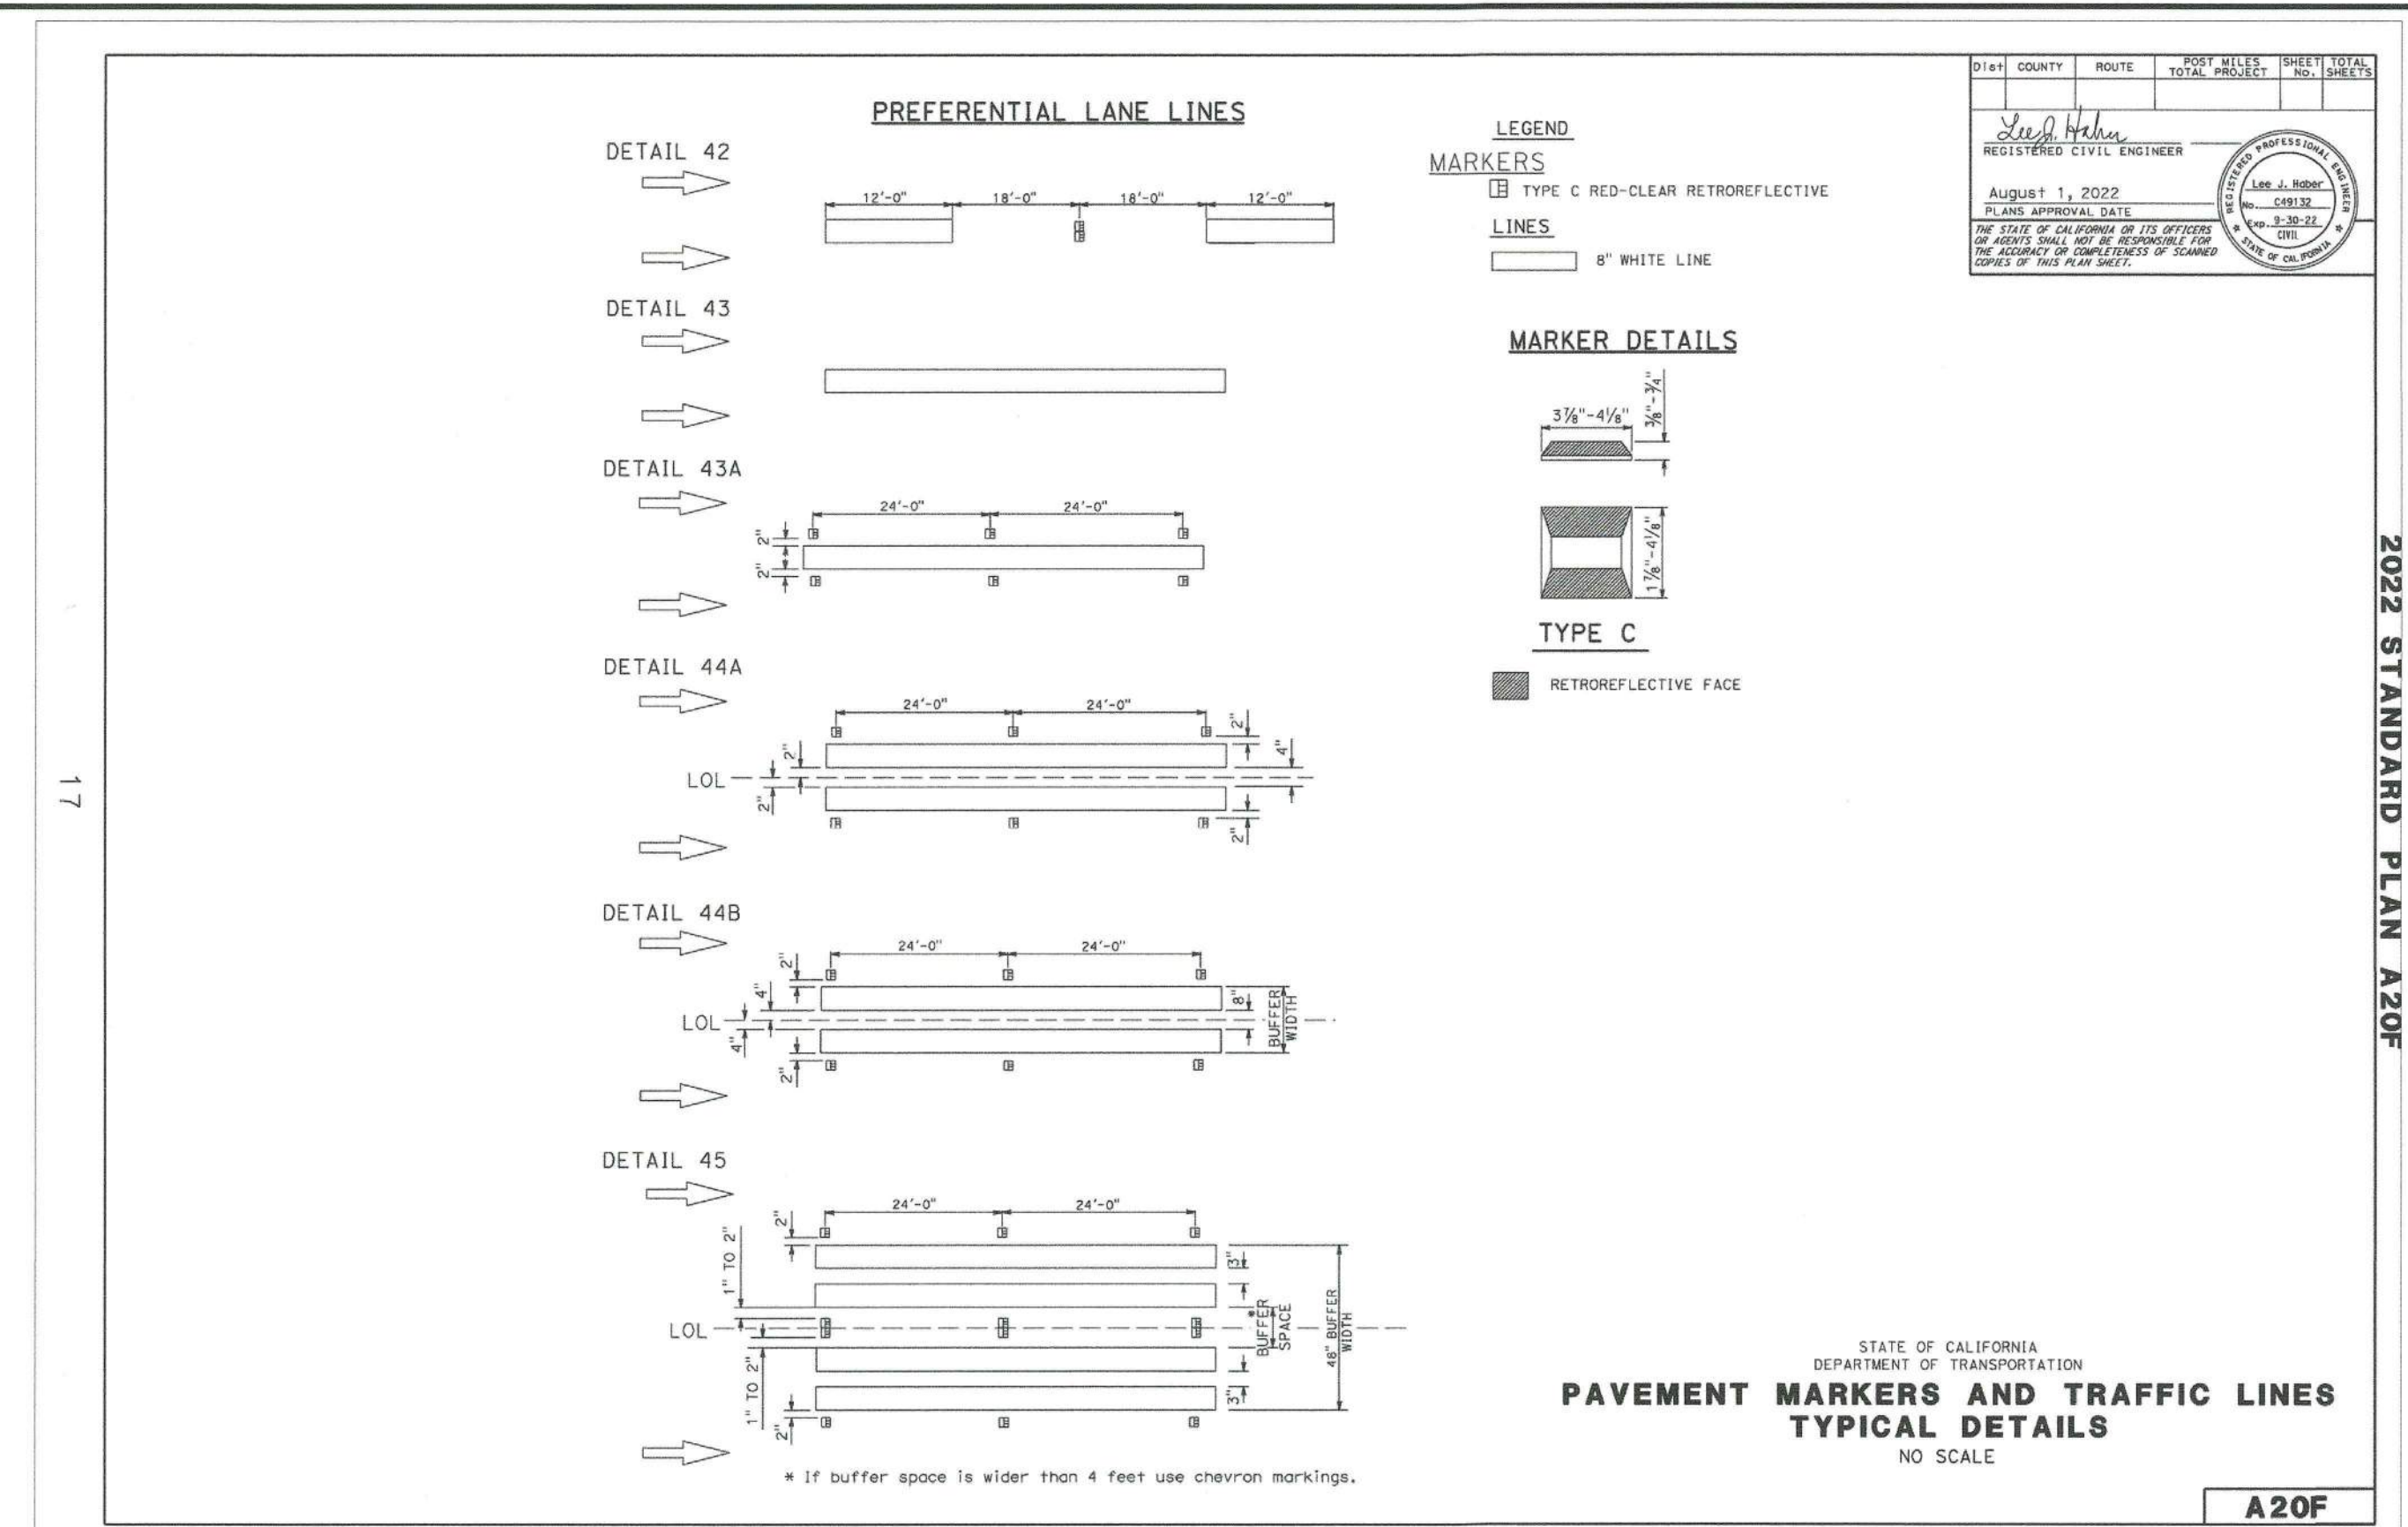 Dist COUNTY ROUTE POST MILES TOTAL PROJECT SHEET No. TOTAL SHEETS
Lee J. Haber
REGISTERED CIVIL ENGINEER
August 1, 2022
PLANS APPROVAL DATE
THE STATE OF CALIFORNIA OR ITS OFFICERS
OR AGENTS SHALL NOT BE RESPONSIBLE FOR
THE ACCURACY OR COMPLETENESS OF SCANNED
COPIES OF THIS PLAN SHEET.
REGISTERED PROFESSIONAL ENGINEER
Lee J. Haber
No. C49132
Exp. 9-30-22
CIVIL
STATE OF CALIFORNIA
PREFERENTIAL LANE LINES
DETAIL 42
12'-0" 18'-0" 18'-0" 12'-0"
DETAIL 43
DETAIL 43A
24'-0" 24'-0"
2"
2"
DETAIL 44A
24'-0" 24'-0"
2" 2" 4"
LOL
2" 2"
DETAIL 44B
24'-0" 24'-0"
2"
4" 8" BUFFER WIDTH
LOL
4"
2"
DETAIL 45
24'-0" 24'-0"
2"
1" TO 2" 3"
LOL
BUFFER* SPACE
48" BUFFER WIDTH
1" TO 2" 3"
2"
* If buffer space is wider than 4 feet use chevron markings.
LEGEND
MARKERS
TYPE C RED-CLEAR RETROREFLECTIVE
LINES
8" WHITE LINE
MARKER DETAILS
3⅞"-4⅛"
⅜"-¾"
1⅞"-4⅛"
TYPE C
RETROREFLECTIVE FACE
STATE OF CALIFORNIA
DEPARTMENT OF TRANSPORTATION
PAVEMENT MARKERS AND TRAFFIC LINES
TYPICAL DETAILS
NO SCALE
A20F
2022 STANDARD PLAN A20F
17